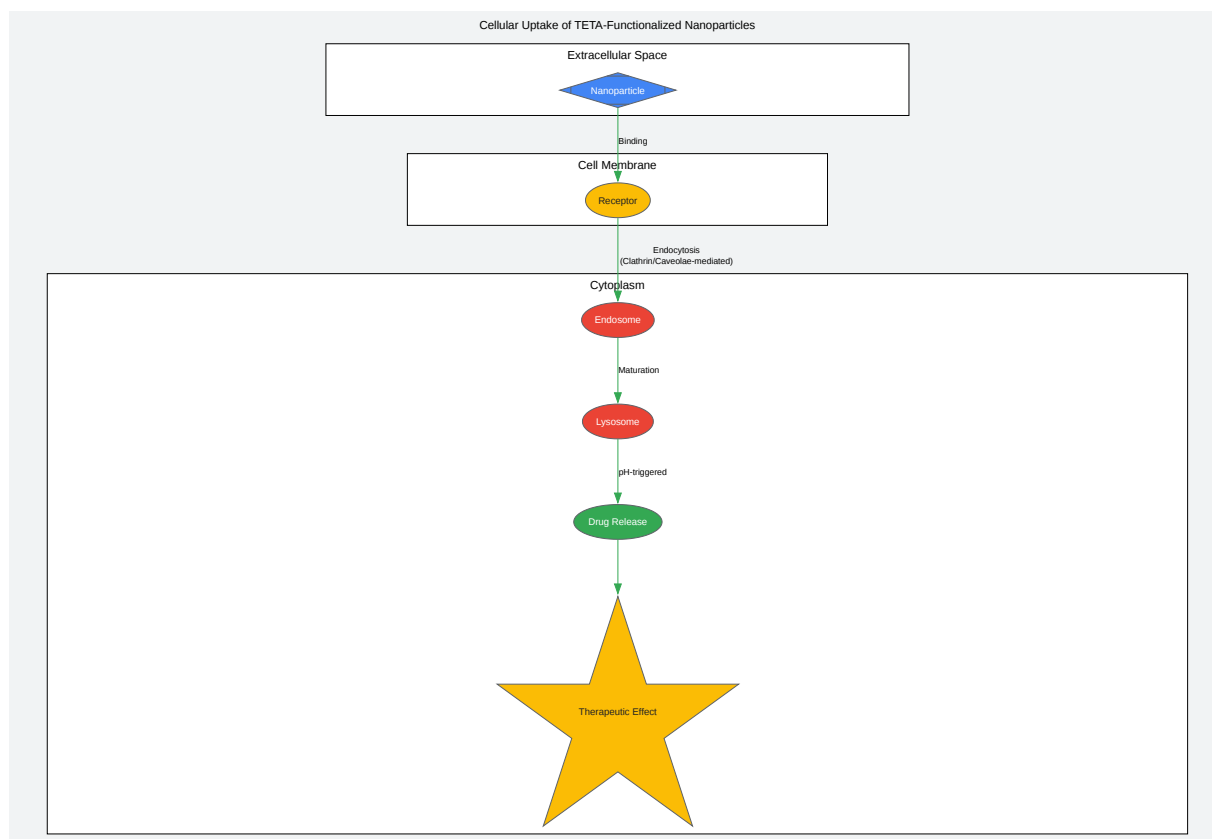 Cellular Uptake of TETA-Functionalized Nanoparticles
Extracellular Space
Nanoparticle
Binding
Cell Membrane
Receptor
Endocytosis
(Clathrin/Caveolae-mediated)
Cytoplasm
Endosome
Maturation
Lysosome
pH-triggered
Drug Release
Therapeutic Effect